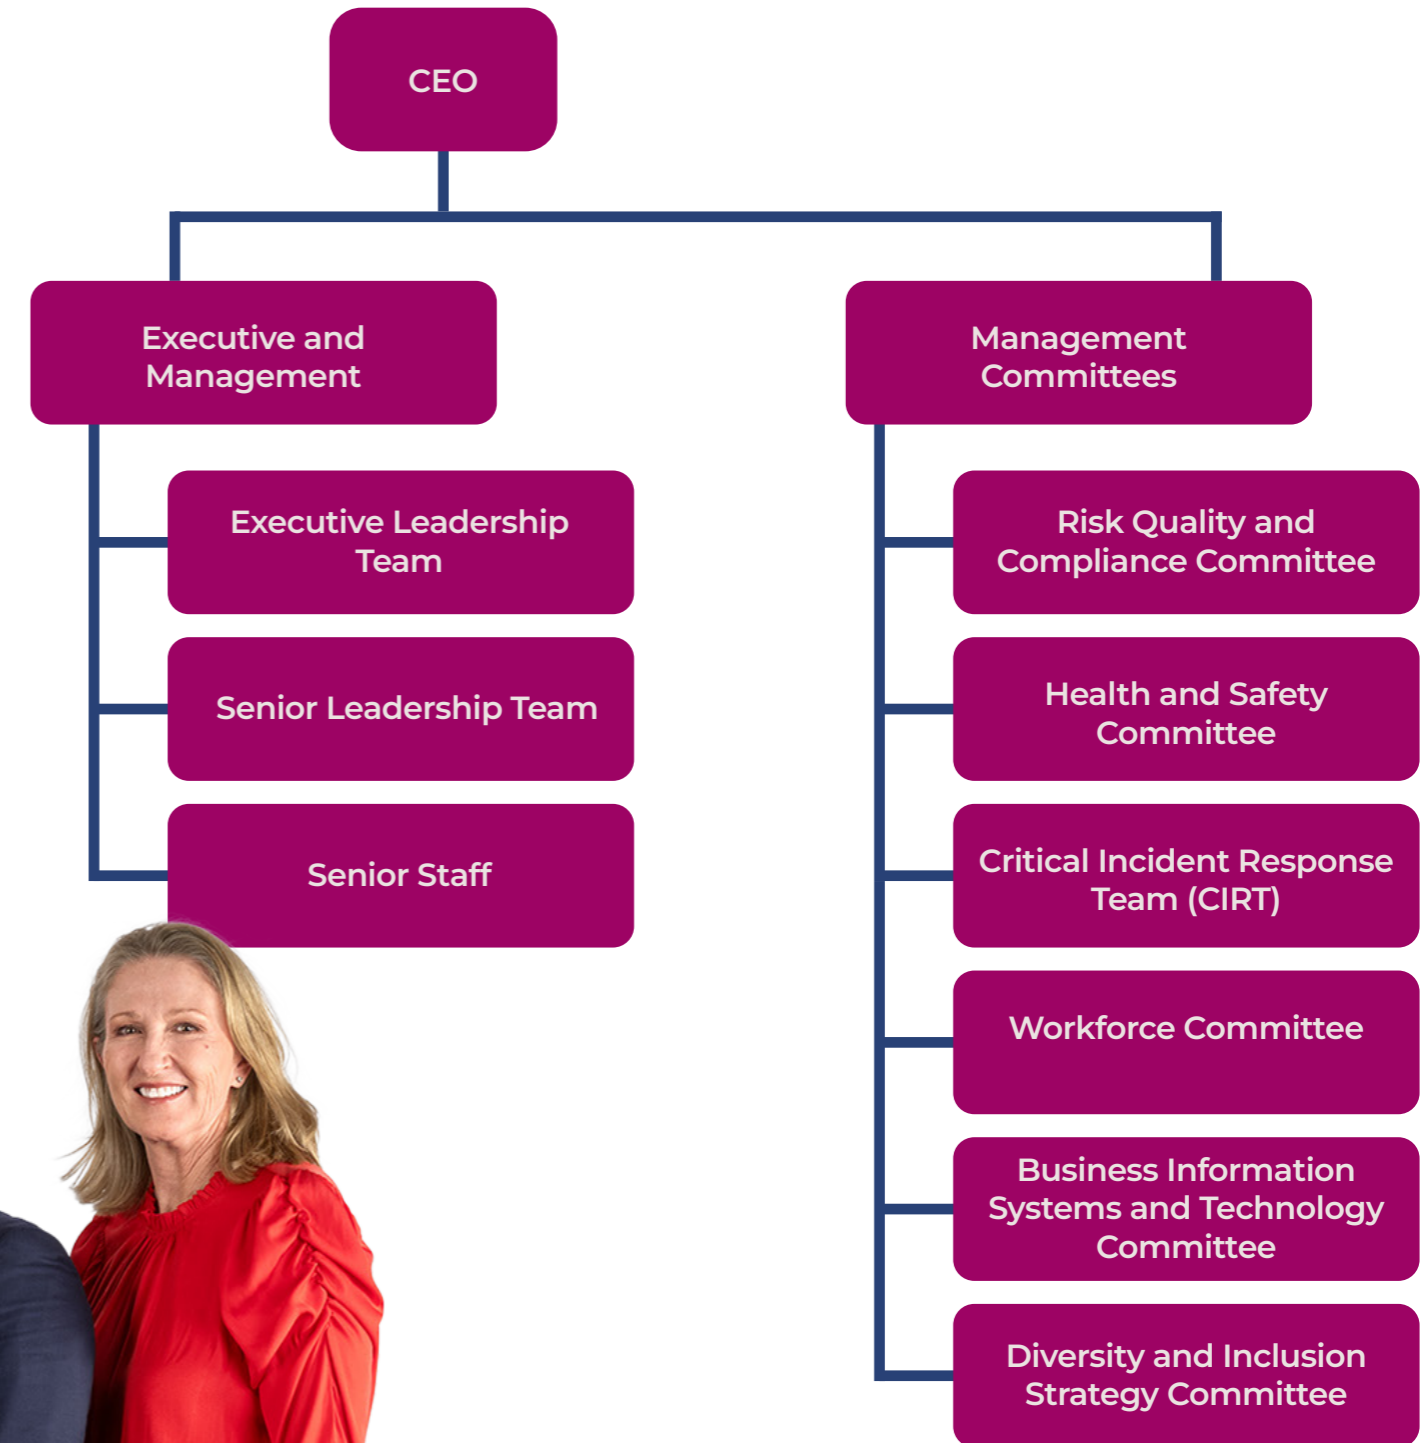 CEO
Executive and
Management
Executive Leadership
Team
Senior Leadership Team
Senior Staff
Management
Committees
Risk Quality and
Compliance Committee
Health and Safety
Committee
Critical Incident Response
Team (CIRT)
Workforce Committee
Business Information
Systems and Technology
Committee
Diversity and Inclusion
Strategy Committee